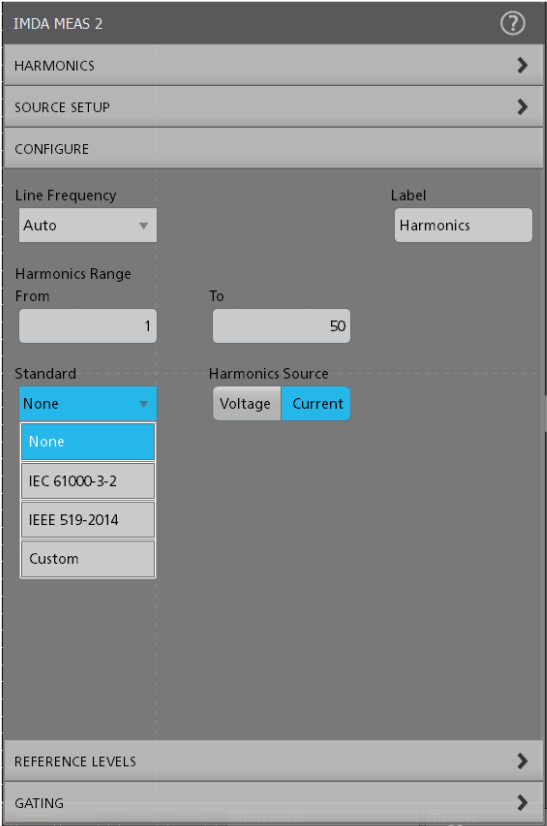 IMDA MEAS 2 ?
HARMONICS
SOURCE SETUP
CONFIGURE
Line Frequency Label
Auto Harmonics
Harmonics Range
From To
1 50
Standard Harmonics Source
None Voltage Current
None
IEC 61000-3-2
IEEE 519-2014
Custom
REFERENCE LEVELS
GATING